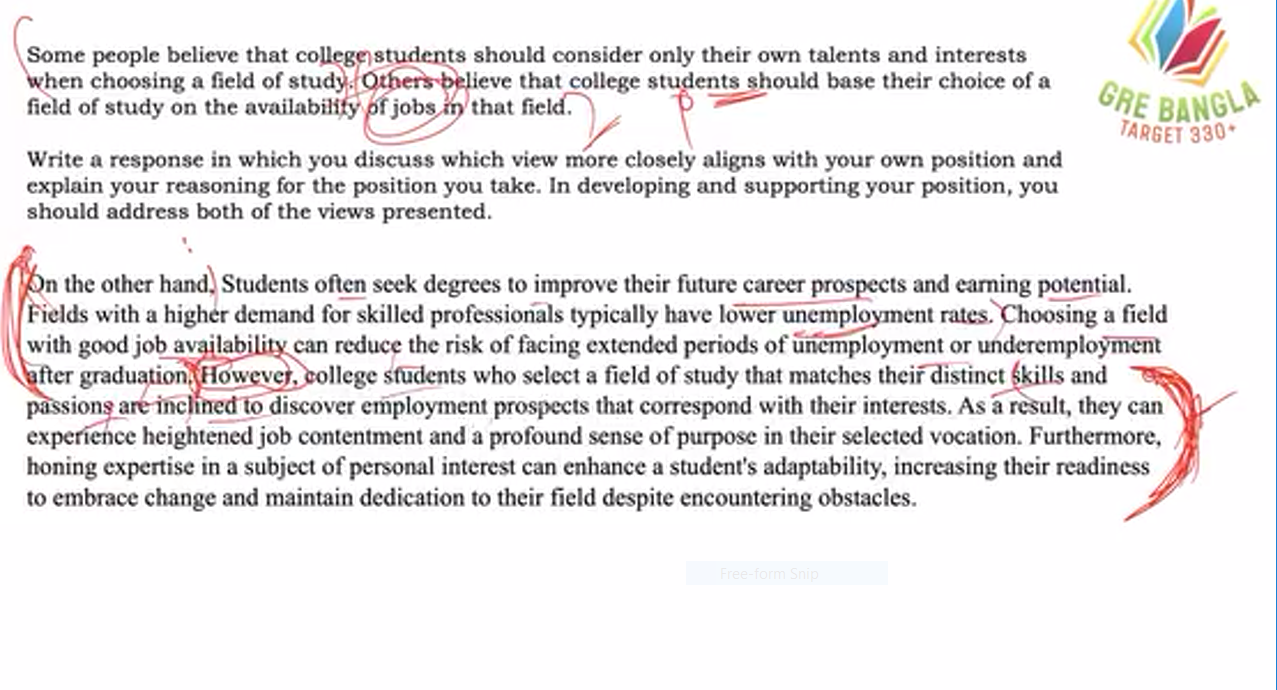 Some people believe that college students should consider only their own talents and interests
when choosing a field of study. Others believe that college students should base their choice of a
field of study on the availability of jobs in that field.
GRE BANGLA
TARGET 330+
Write a response in which you discuss which view more closely aligns with your own position and
explain your reasoning for the position you take. In developing and supporting your position, you
should address both of the views presented.
On the other hand, Students often seek degrees to improve their future career prospects and earning potential.
Fields with a higher demand for skilled professionals typically have lower unemployment rates. Choosing a field
with good job availability can reduce the risk of facing extended periods of unemployment or underemployment
after graduation. However, college students who select a field of study that matches their distinct skills and
passions are inclined to discover employment prospects that correspond with their interests. As a result, they can
experience heightened job contentment and a profound sense of purpose in their selected vocation. Furthermore,
honing expertise in a subject of personal interest can enhance a student's adaptability, increasing their readiness
to embrace change and maintain dedication to their field despite encountering obstacles.
Free-form Snip